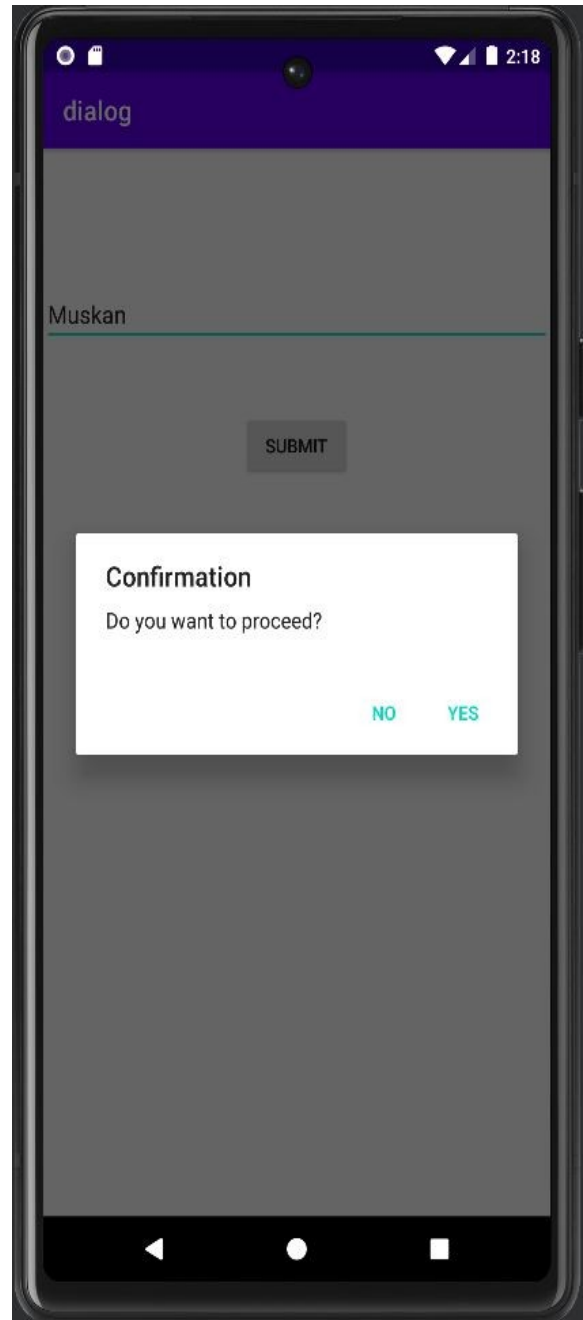 2:18
dialog
Muskan
SUBMIT
Confirmation
Do you want to proceed?
NO YES